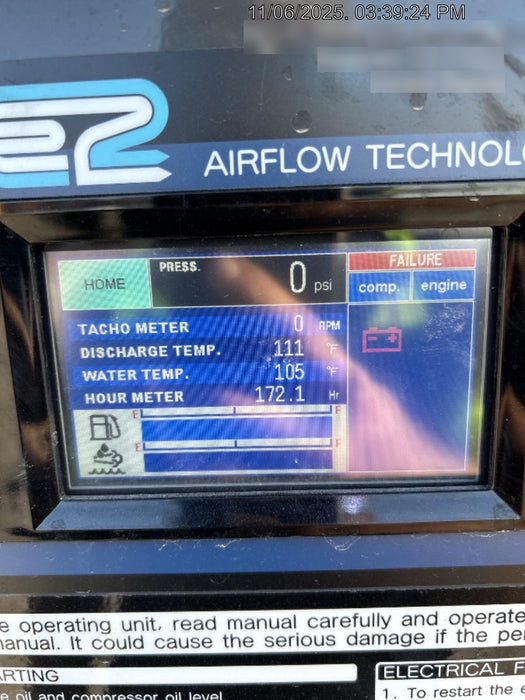 11/06/2025. 03:39:24 PM
e2
AIRFLOW TECHNOLO
HOME
PRESS. 0 psi
FAILURE
comp. engine
TACHO METER 0 RPM
DISCHARGE TEMP. 111 °F
WATER TEMP. 105 °F
HOUR METER 172.1 Hr
E F
E F
e operating unit, read manual carefully and operate
manual. It could cause the serious damage if the pe
ARTING
ELECTRICAL F
e oil and compressor oil level
1. To restart the e